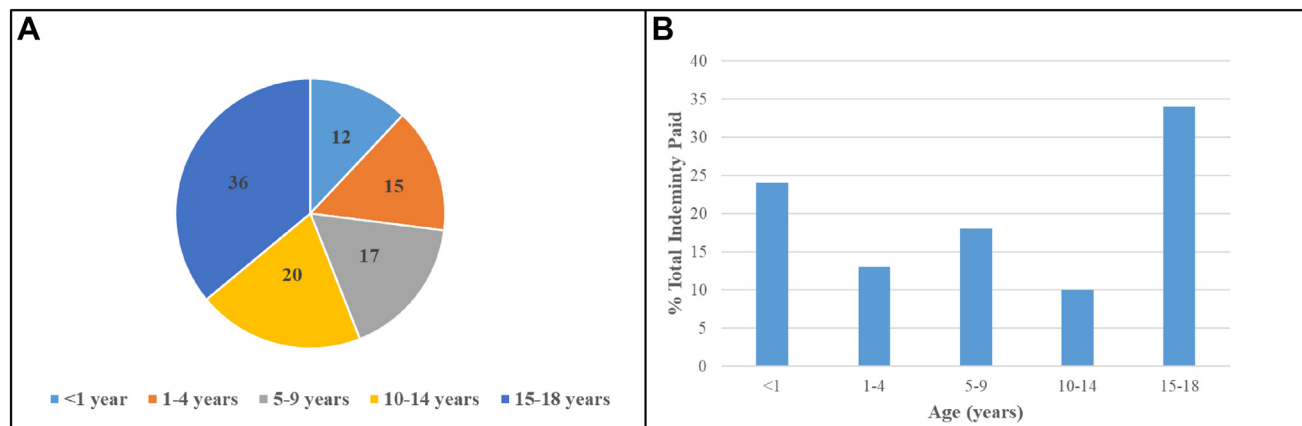 A
12
15
17
20
36
<1 year 1-4 years 5-9 years 10-14 years 15-18 years
B
% Total Indeminty Paid
40
35
30
25
20
15
10
5
0
<1 1-4 5-9 10-14 15-18
Age (years)